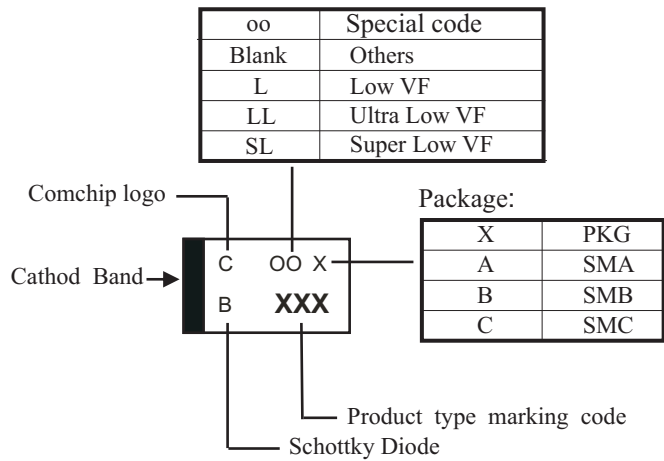 oo Special code
Blank Others
L Low VF
LL Ultra Low VF
SL Super Low VF
Comchip logo
Package:
X PKG
A SMA
B SMB
C SMC
Cathod Band
C OO X
B XXX
Product type marking code
Schottky Diode